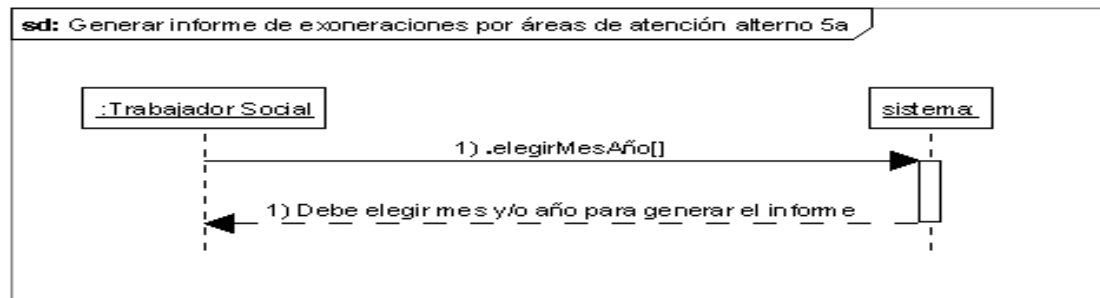 sd: Generar informe de exoneraciones por áreas de atención alterno 5a
:Trabajador Social
sistema:
1) .elegirMesAño[]
1) Debe elegir mes y/o año para generar el informe